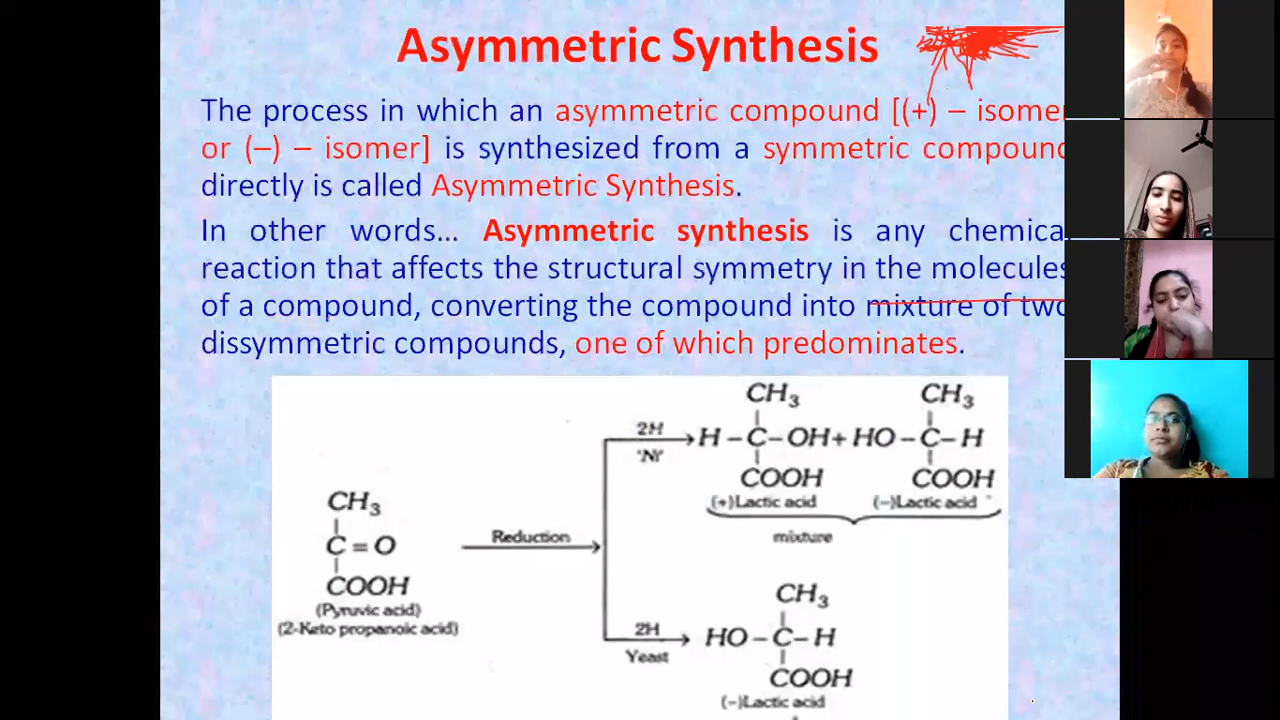 Asymmetric Synthesis
The process in which an asymmetric compound [(+) – isomer
or (–) – isomer] is synthesized from a symmetric compound
directly is called Asymmetric Synthesis.
In other words... Asymmetric synthesis is any chemical
reaction that affects the structural symmetry in the molecules
of a compound, converting the compound into mixture of two
dissymmetric compounds, one of which predominates.
CH3 CH3
2H H – C – OH + HO – C – H
'Ni'
COOH COOH
(+)Lactic acid (–)Lactic acid
mixture
CH3
C = O
COOH
(Pyruvic acid)
(2-Keto propanoic acid)
Reduction
CH3
2H HO – C – H
Yeast
COOH
(–)Lactic acid